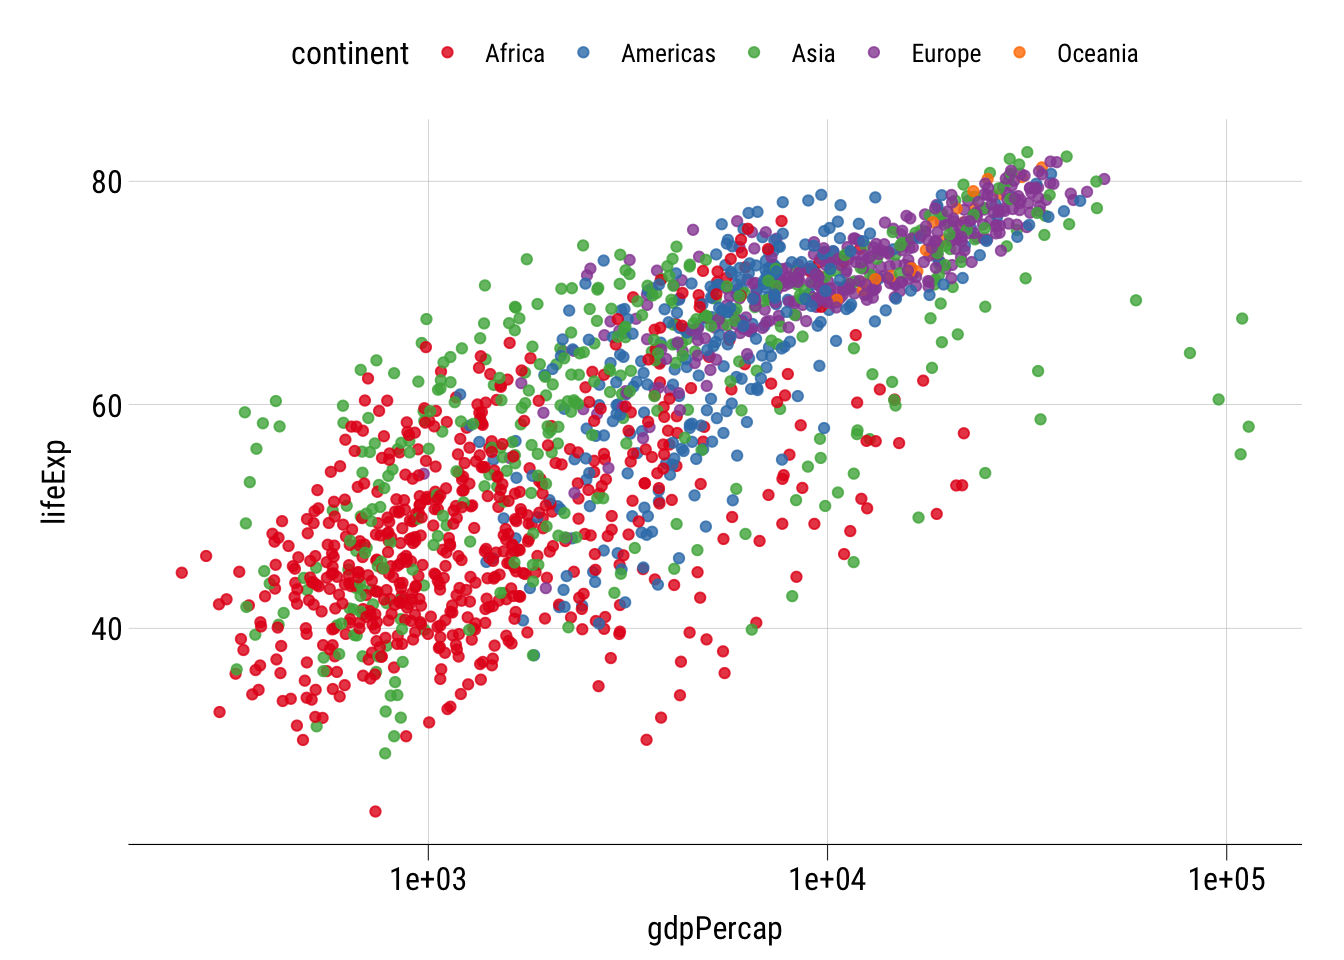 continent Africa Americas Asia Europe Oceania
80
60
40
lifeExp
1e+03 1e+04 1e+05
gdpPercap